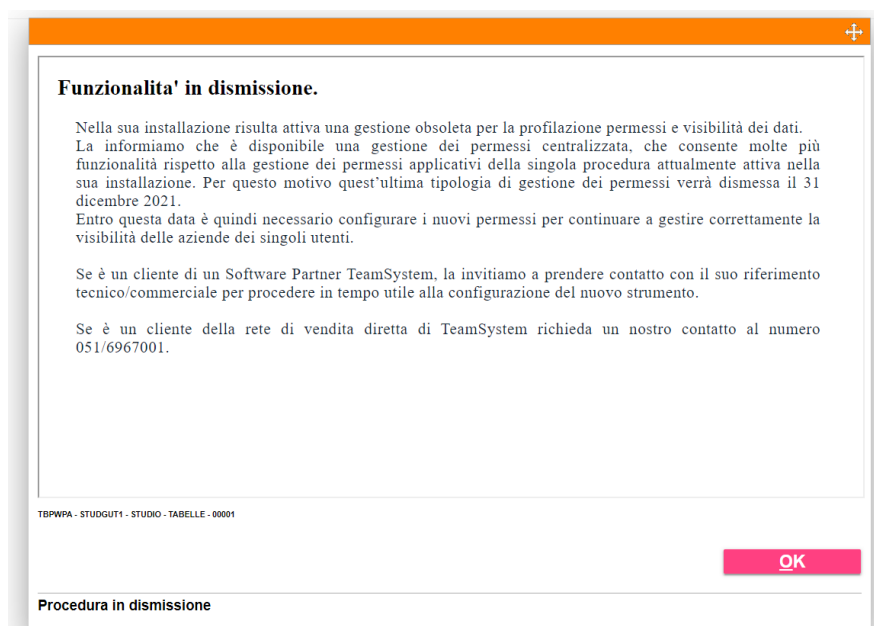 Funzionalita' in dismissione.
Nella sua installazione risulta attiva una gestione obsoleta per la profilazione permessi e visibilità dei dati.
La informiamo che è disponibile una gestione dei permessi centralizzata, che consente molte più
funzionalità rispetto alla gestione dei permessi applicativi della singola procedura attualmente attiva nella
sua installazione. Per questo motivo quest’ultima tipologia di gestione dei permessi verrà dismessa il 31
dicembre 2021.
Entro questa data è quindi necessario configurare i nuovi permessi per continuare a gestire correttamente la
visibilità delle aziende dei singoli utenti.
Se è un cliente di un Software Partner TeamSystem, la invitiamo a prendere contatto con il suo riferimento
tecnico/commerciale per procedere in tempo utile alla configurazione del nuovo strumento.
Se è un cliente della rete di vendita diretta di TeamSystem richieda un nostro contatto al numero
051/6967001.
TBPWPA - STUDGUT1 - STUDIO - TABELLE - 00001
OK
Procedura in dismissione